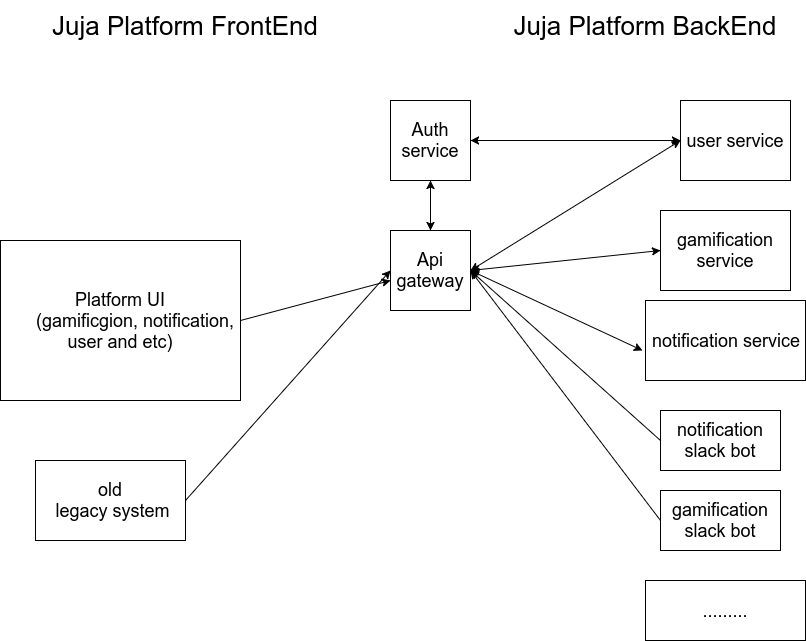 Juja Platform FrontEnd
Juja Platform BackEnd
Auth
service
user service
Api
gateway
gamification
service
Platform UI
(gamificgion, notification,
user and etc)
notification service
notification
slack bot
old
legacy system
gamification
slack bot
.........